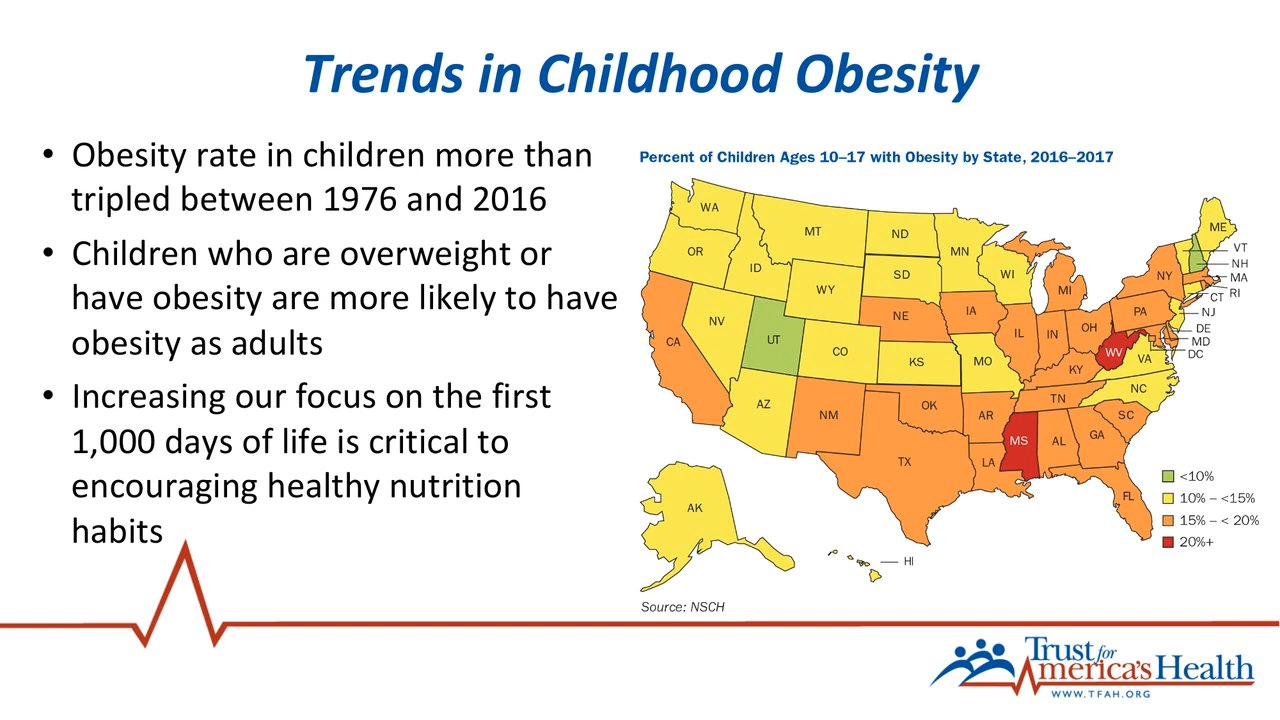 Trends in Childhood Obesity
• Obesity rate in children more than
tripled between 1976 and 2016
• Children who are overweight or
have obesity are more likely to have
obesity as adults
• Increasing our focus on the first
1,000 days of life is critical to
encouraging healthy nutrition
habits
Percent of Children Ages 10–17 with Obesity by State, 2016–2017
WA
MT
ND
MN
ME
VT
OR
ID
SD
WI
NY
NH
MA
WY
MI
CT
RI
NV
NE
IA
PA
NJ
CA
UT
CO
IL
IN
OH
DE
MD
DC
KS
MO
WV
VA
KY
AZ
NM
OK
AR
TN
NC
SC
TX
LA
MS
AL
GA
FL
AK
HI
<10%
10% – <15%
15% – < 20%
20%+
Source: NSCH
Trust for
America's Health
WWW.TFAH.ORG